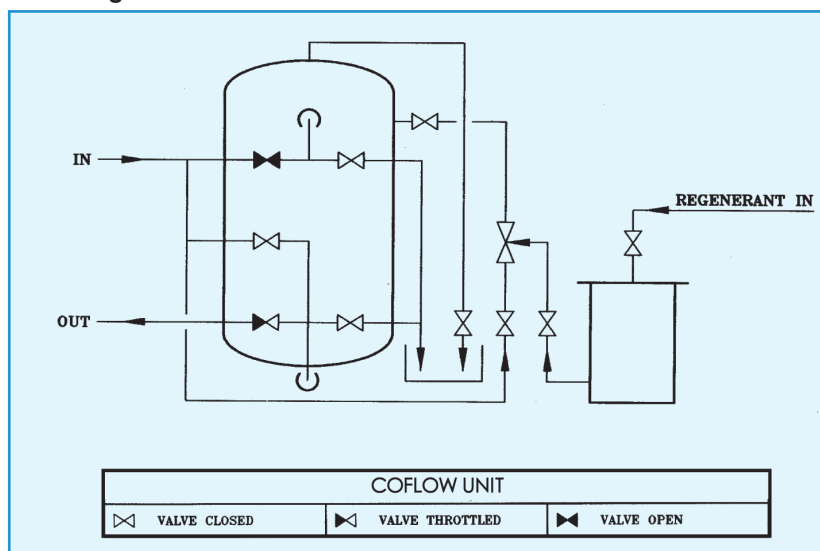 IN
REGENERANT IN
OUT
COFLOW UNIT
VALVE CLOSED
VALVE THROTTLED
VALVE OPEN